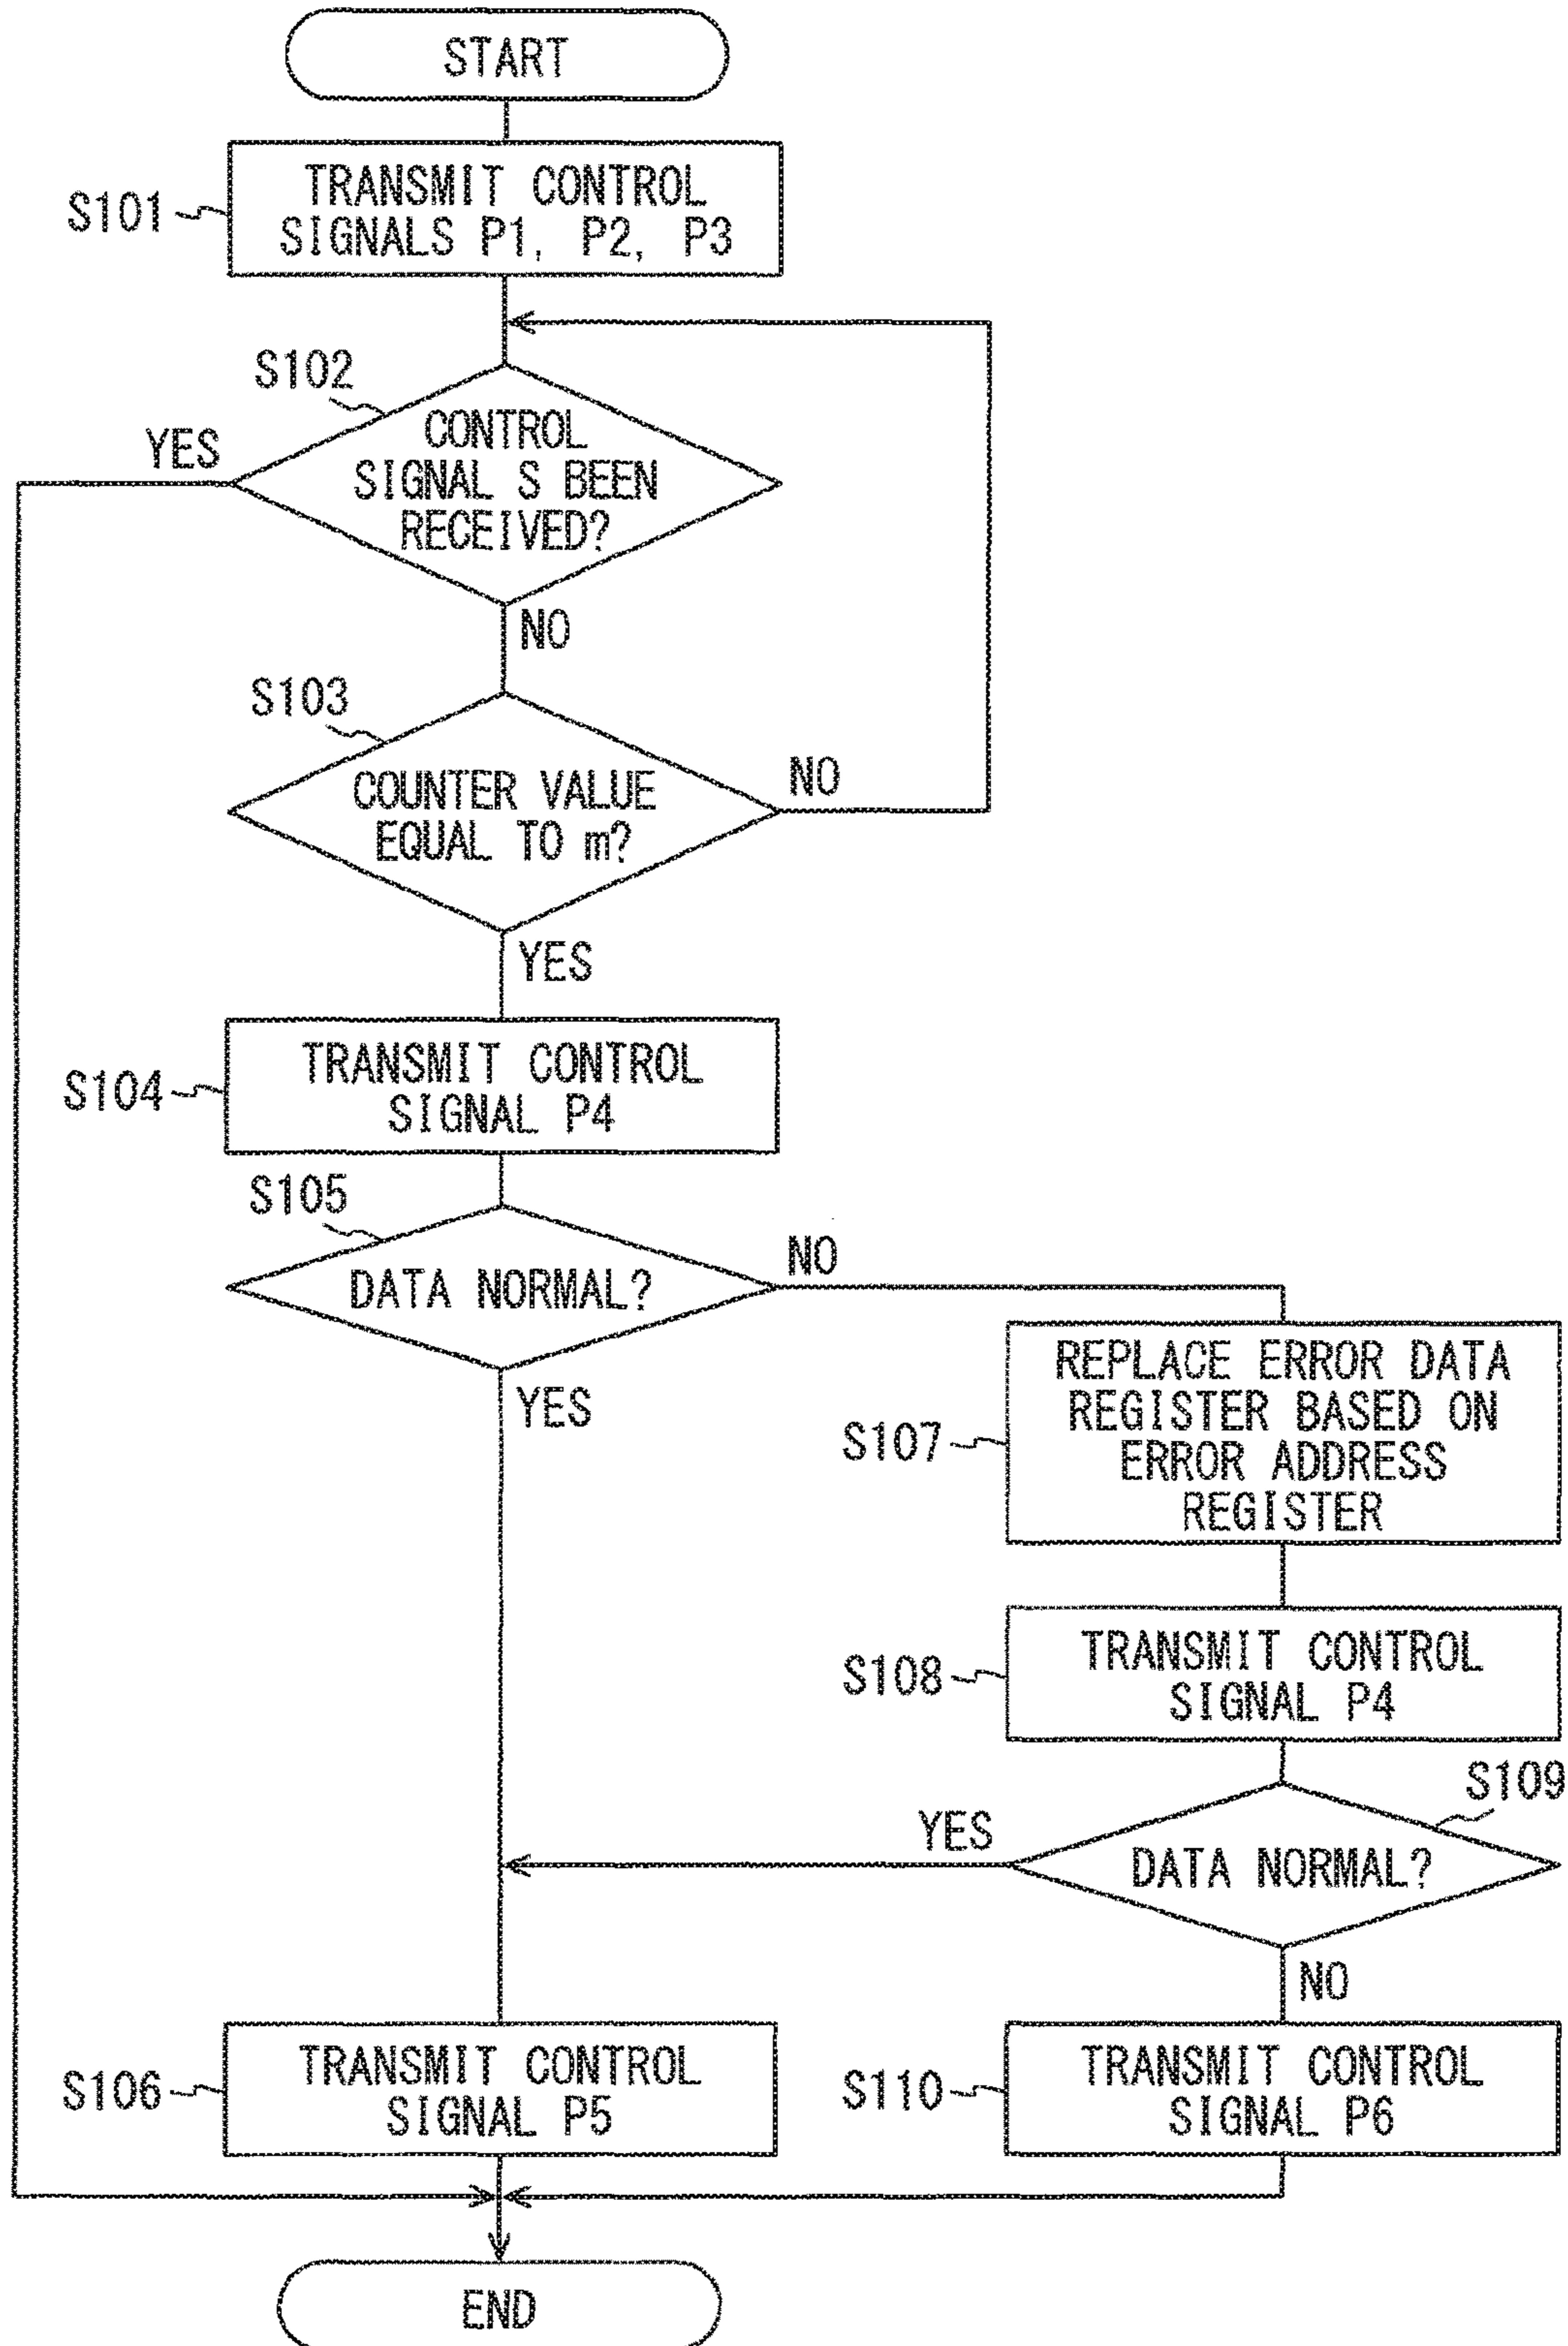 START
S101
TRANSMIT CONTROL
SIGNALS P1, P2, P3
S102
YES
CONTROL
SIGNAL S BEEN
RECEIVED?
NO
S103
COUNTER VALUE
EQUAL TO m?
NO
YES
S104
TRANSMIT CONTROL
SIGNAL P4
S105
DATA NORMAL?
NO
YES
S107
REPLACE ERROR DATA
REGISTER BASED ON
ERROR ADDRESS
REGISTER
S108
TRANSMIT CONTROL
SIGNAL P4
S109
YES
DATA NORMAL?
NO
S106
TRANSMIT CONTROL
SIGNAL P5
S110
TRANSMIT CONTROL
SIGNAL P6
END